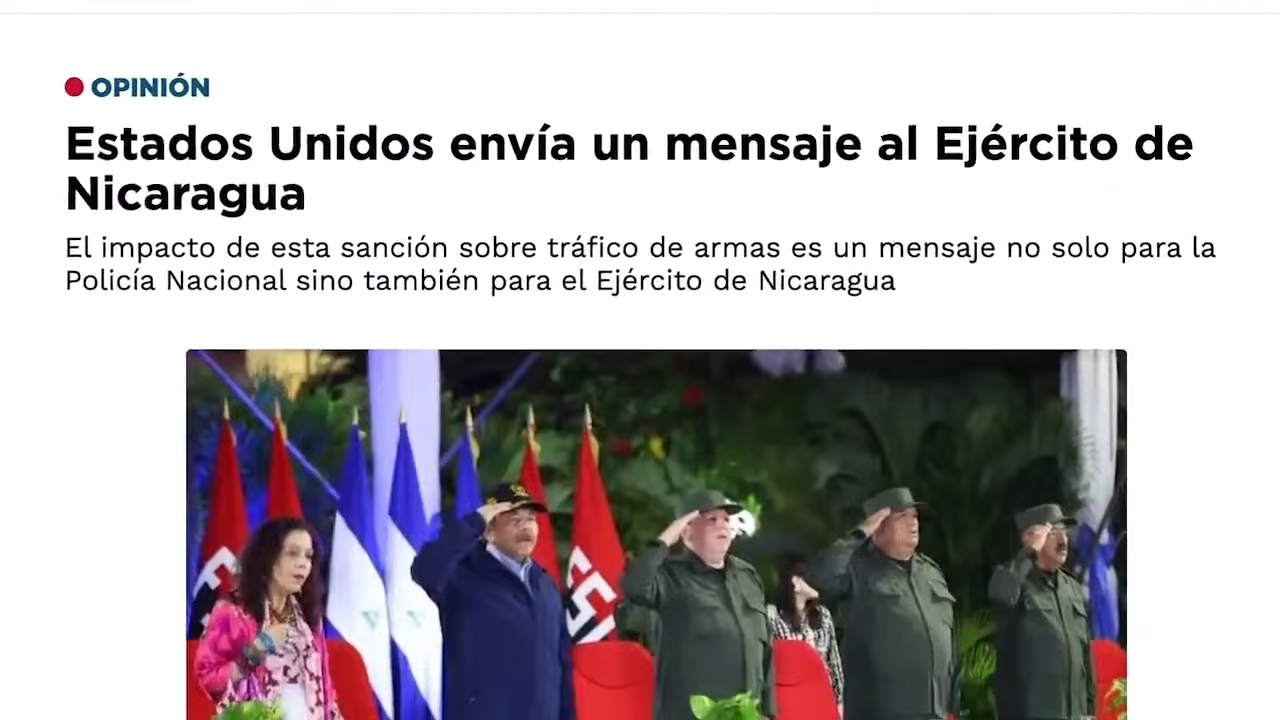 OPINIÓN
Estados Unidos envía un mensaje al Ejército de
Nicaragua
El impacto de esta sanción sobre tráfico de armas es un mensaje no solo para la
Policía Nacional sino también para el Ejército de Nicaragua